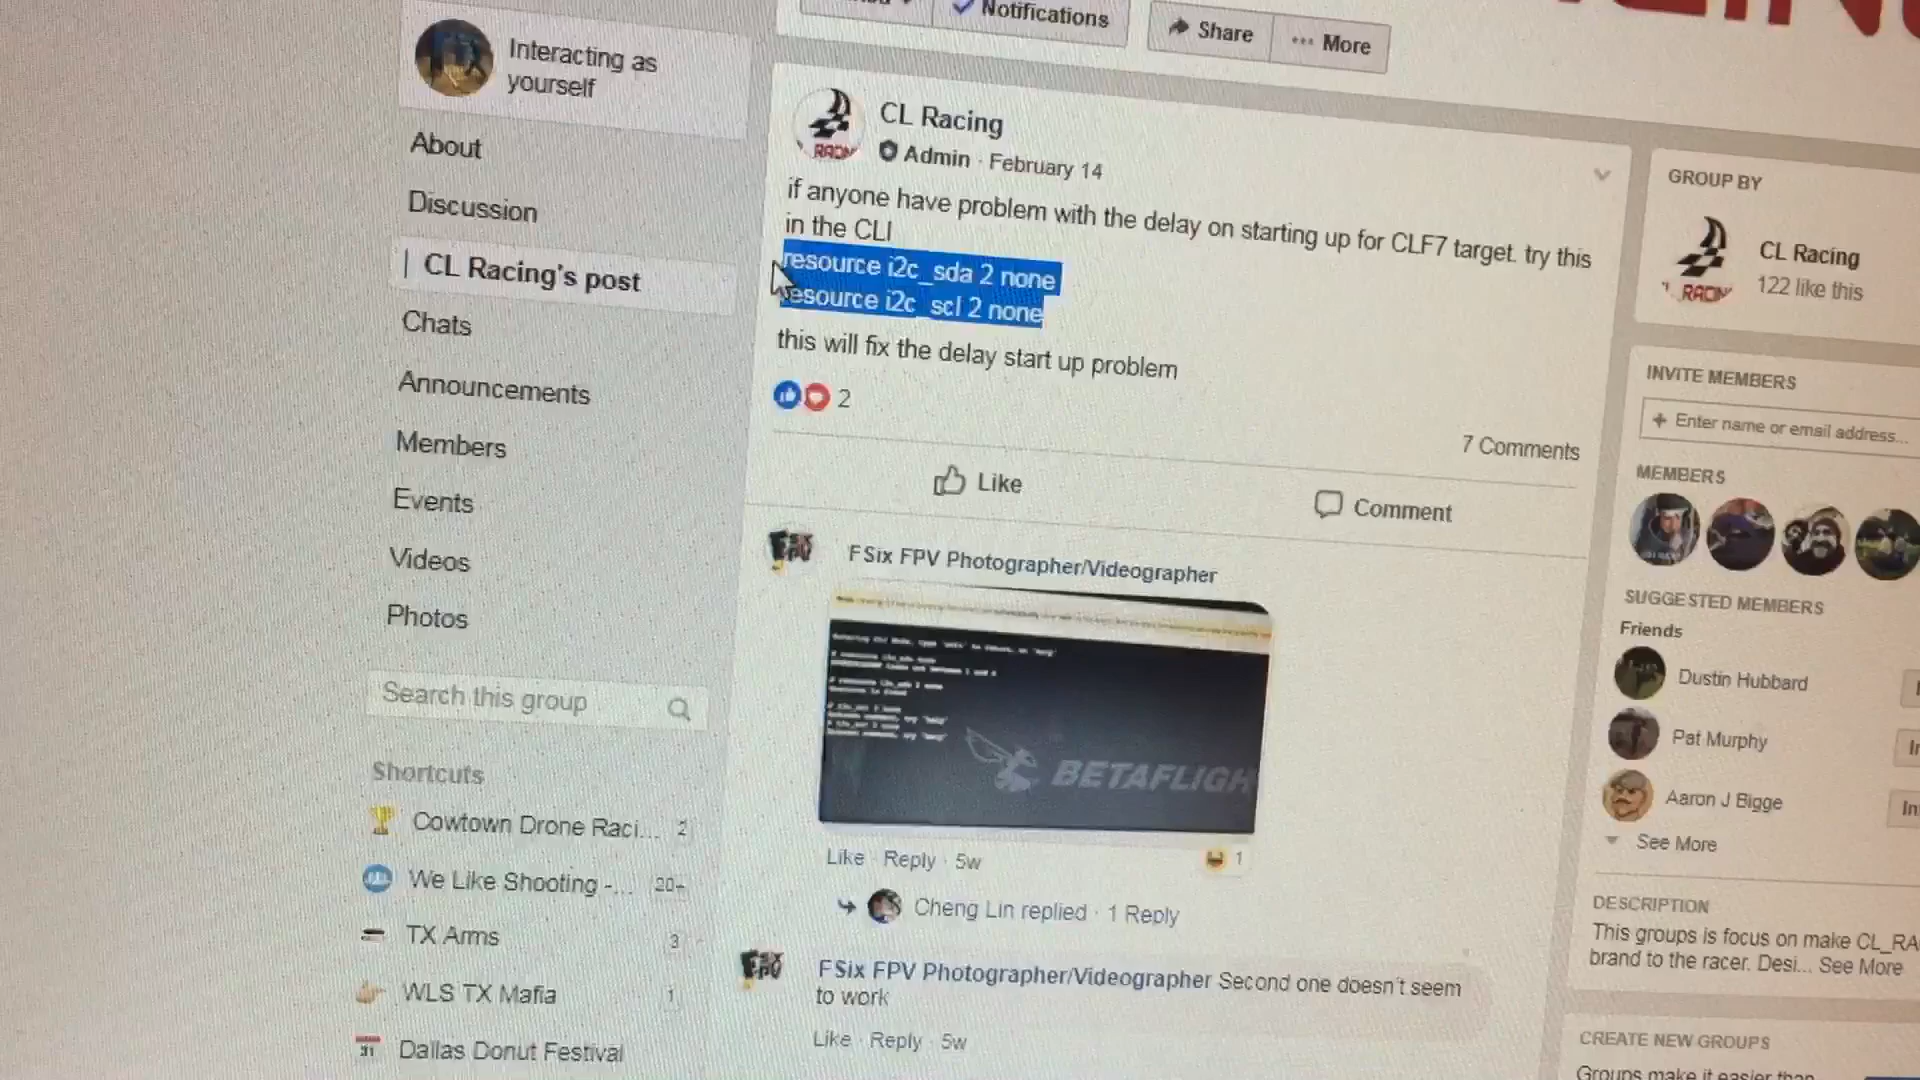 Notifications
Share
More
Interacting as
yourself
About
Discussion
CL Racing's post
Chats
Announcements
Members
Events
Videos
Photos
Search this group
Shortcuts
Cowtown Drone Raci... 2
We Like Shooting -... 20+
TX Arms 3
WLS TX Mafia 1
31 Dallas Donut Festival
CL Racing
Admin · February 14
if anyone have problem with the delay on starting up for CLF7 target. try this
in the CLI
resource i2c_sda 2 none
resource i2c_scl 2 none
this will fix the delay start up problem
2
7 Comments
Like
Comment
FSix FPV Photographer/Videographer
BETAFLIGH
Like · Reply · 5w
1
Cheng Lin replied · 1 Reply
FSix FPV Photographer/Videographer Second one doesn't seem
to work
Like · Reply · 5w
GROUP BY
CL Racing
122 like this
INVITE MEMBERS
+ Enter name or email address...
MEMBERS
SUGGESTED MEMBERS
Friends
Dustin Hubbard
Pat Murphy
Aaron J Bigge
See More
DESCRIPTION
This groups is focus on make CL_RA
brand to the racer. Desi... See More
CREATE NEW GROUPS
Groups make it easier than